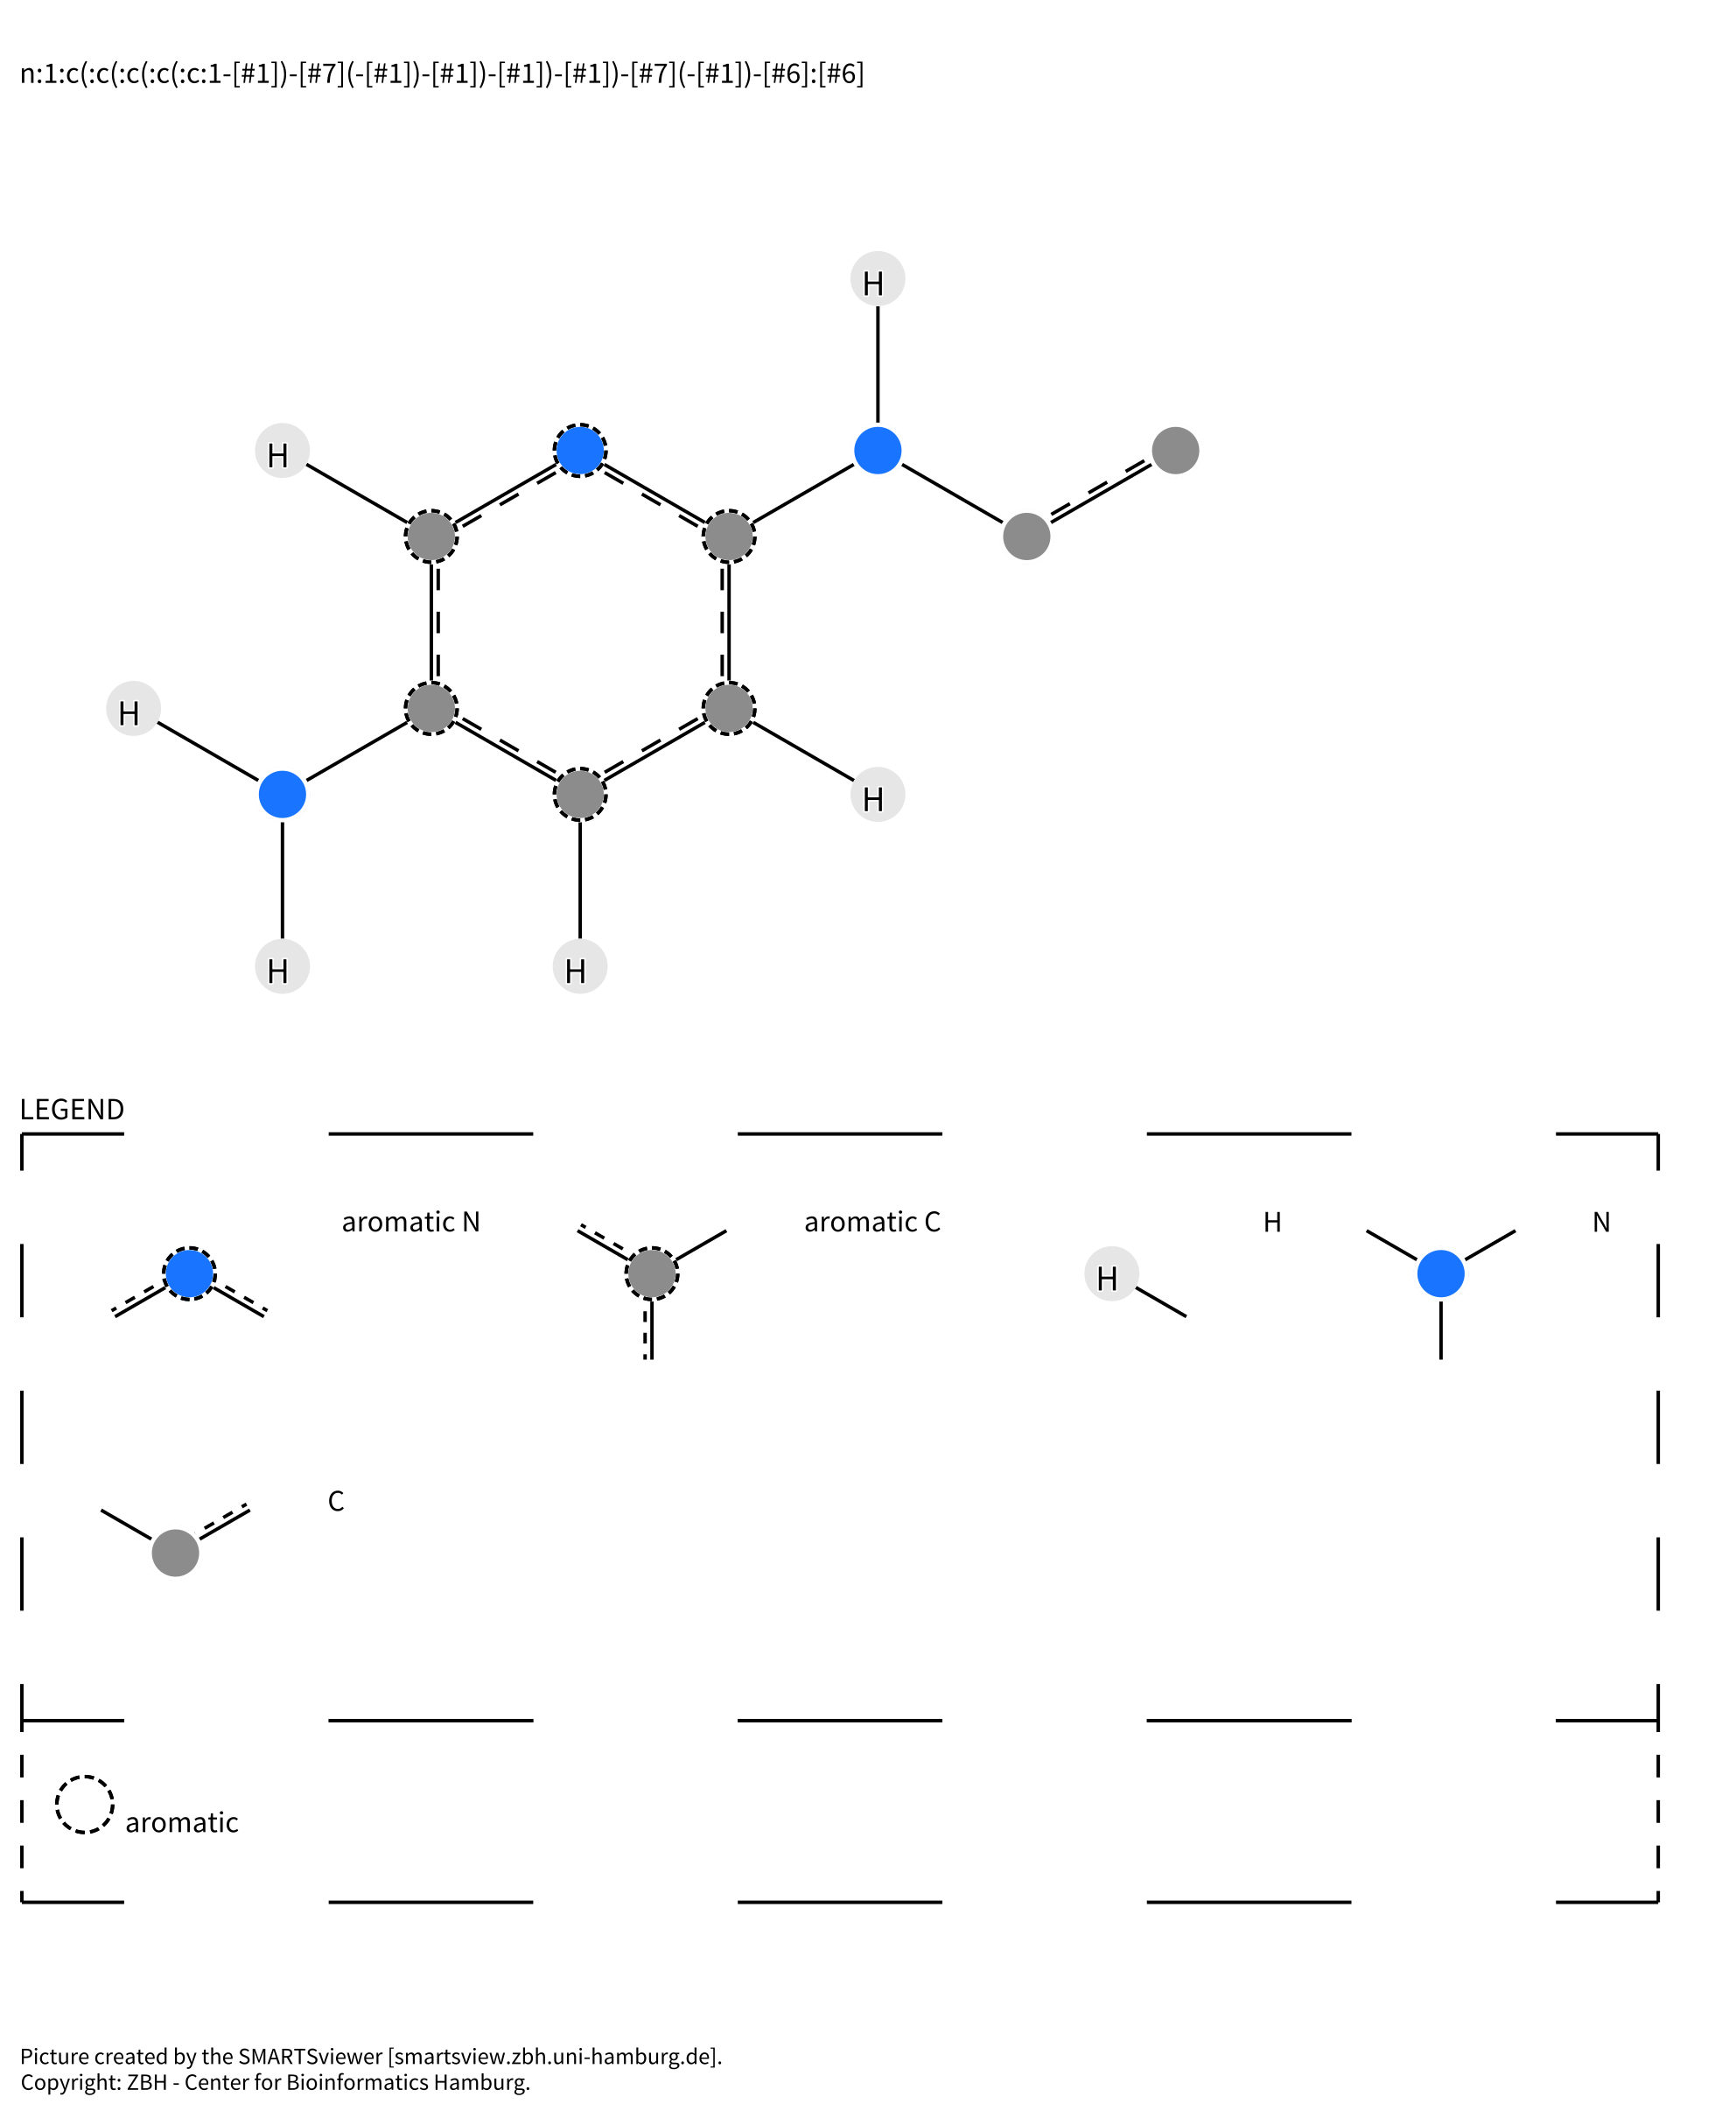 n:1:c(:c(:c(:c(:c:1-[#1])-[#7](-[#1])-[#1])-[#1])-[#1])-[#7](-[#1])-[#6]:[#6]
H
H
H
H
H
H
LEGEND
aromatic N
aromatic C
H
H
N
C
aromatic
Picture created by the SMARTSviewer [smartsview.zbh.uni-hamburg.de].
Copyright: ZBH - Center for Bioinformatics Hamburg.